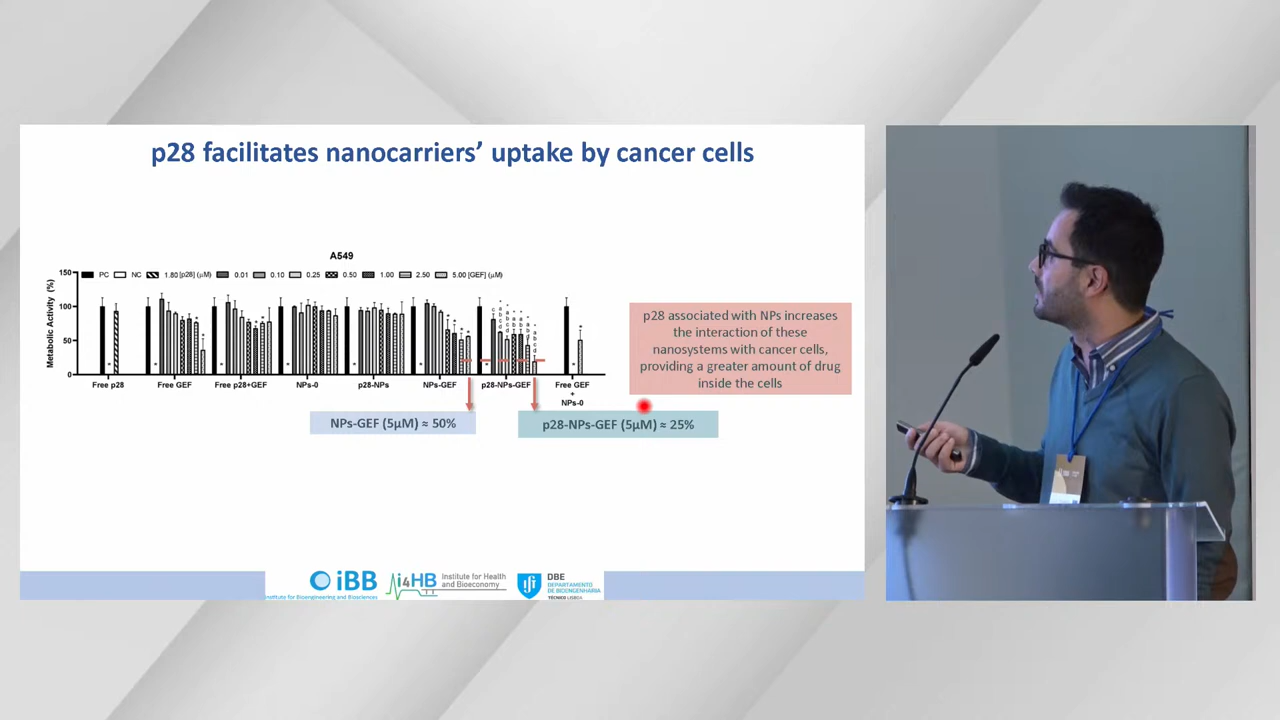 p28 facilitates nanocarriers’ uptake by cancer cells
A549
PC NC 1.80 [p28] (μM) 0.01 0.10 0.25 0.50 1.00 2.50 5.00 [GEF] (μM)
Metabolic Activity (%)
150
100
50
0
Free p28 Free GEF Free p28+GEF NPs-0 p28-NPs NPs-GEF p28-NPs-GEF Free GEF
+
NPs-0
NPs-GEF (5μM) ≈ 50%
p28-NPs-GEF (5μM) ≈ 25%
p28 associated with NPs increases
the interaction of these
nanosystems with cancer cells,
providing a greater amount of drug
inside the cells
iBB
Institute for Bioengineering and Biosciences
i4HB
Institute for Health
and Bioeconomy
DBE
DEPARTAMENTO
DE BIOENGENHARIA
TÉCNICO LISBOA